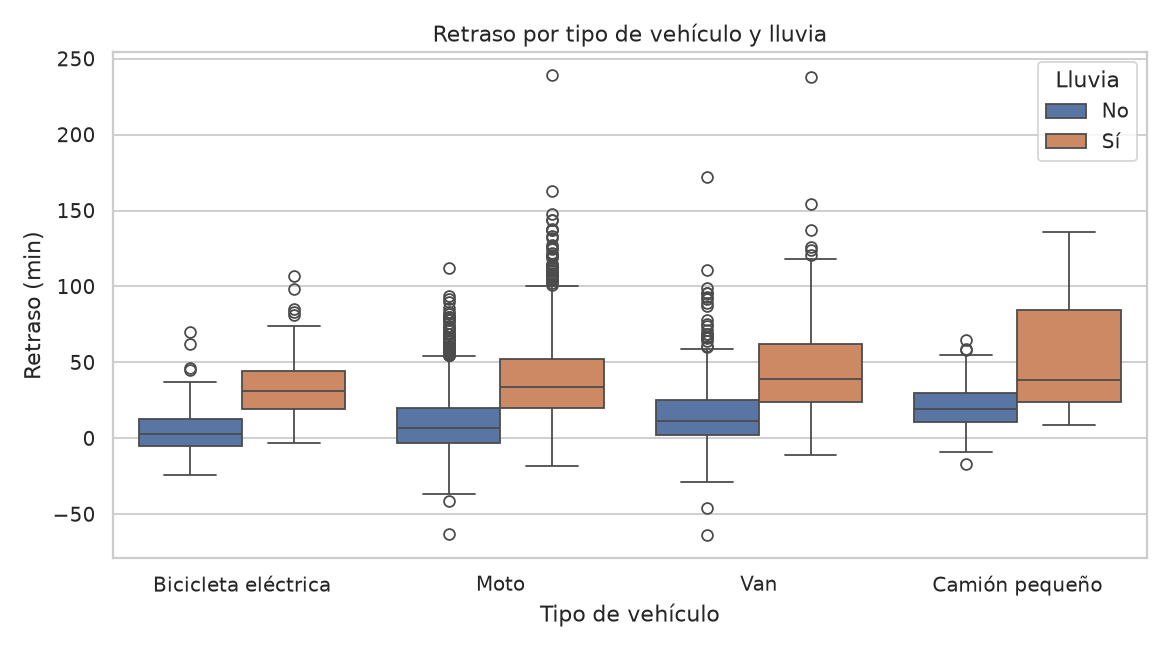 Retraso por tipo de vehículo y lluvia
Retraso (min)
250
200
150
100
50
0
−50
Lluvia
No
Sí
Bicicleta eléctrica
Moto
Van
Camión pequeño
Tipo de vehículo